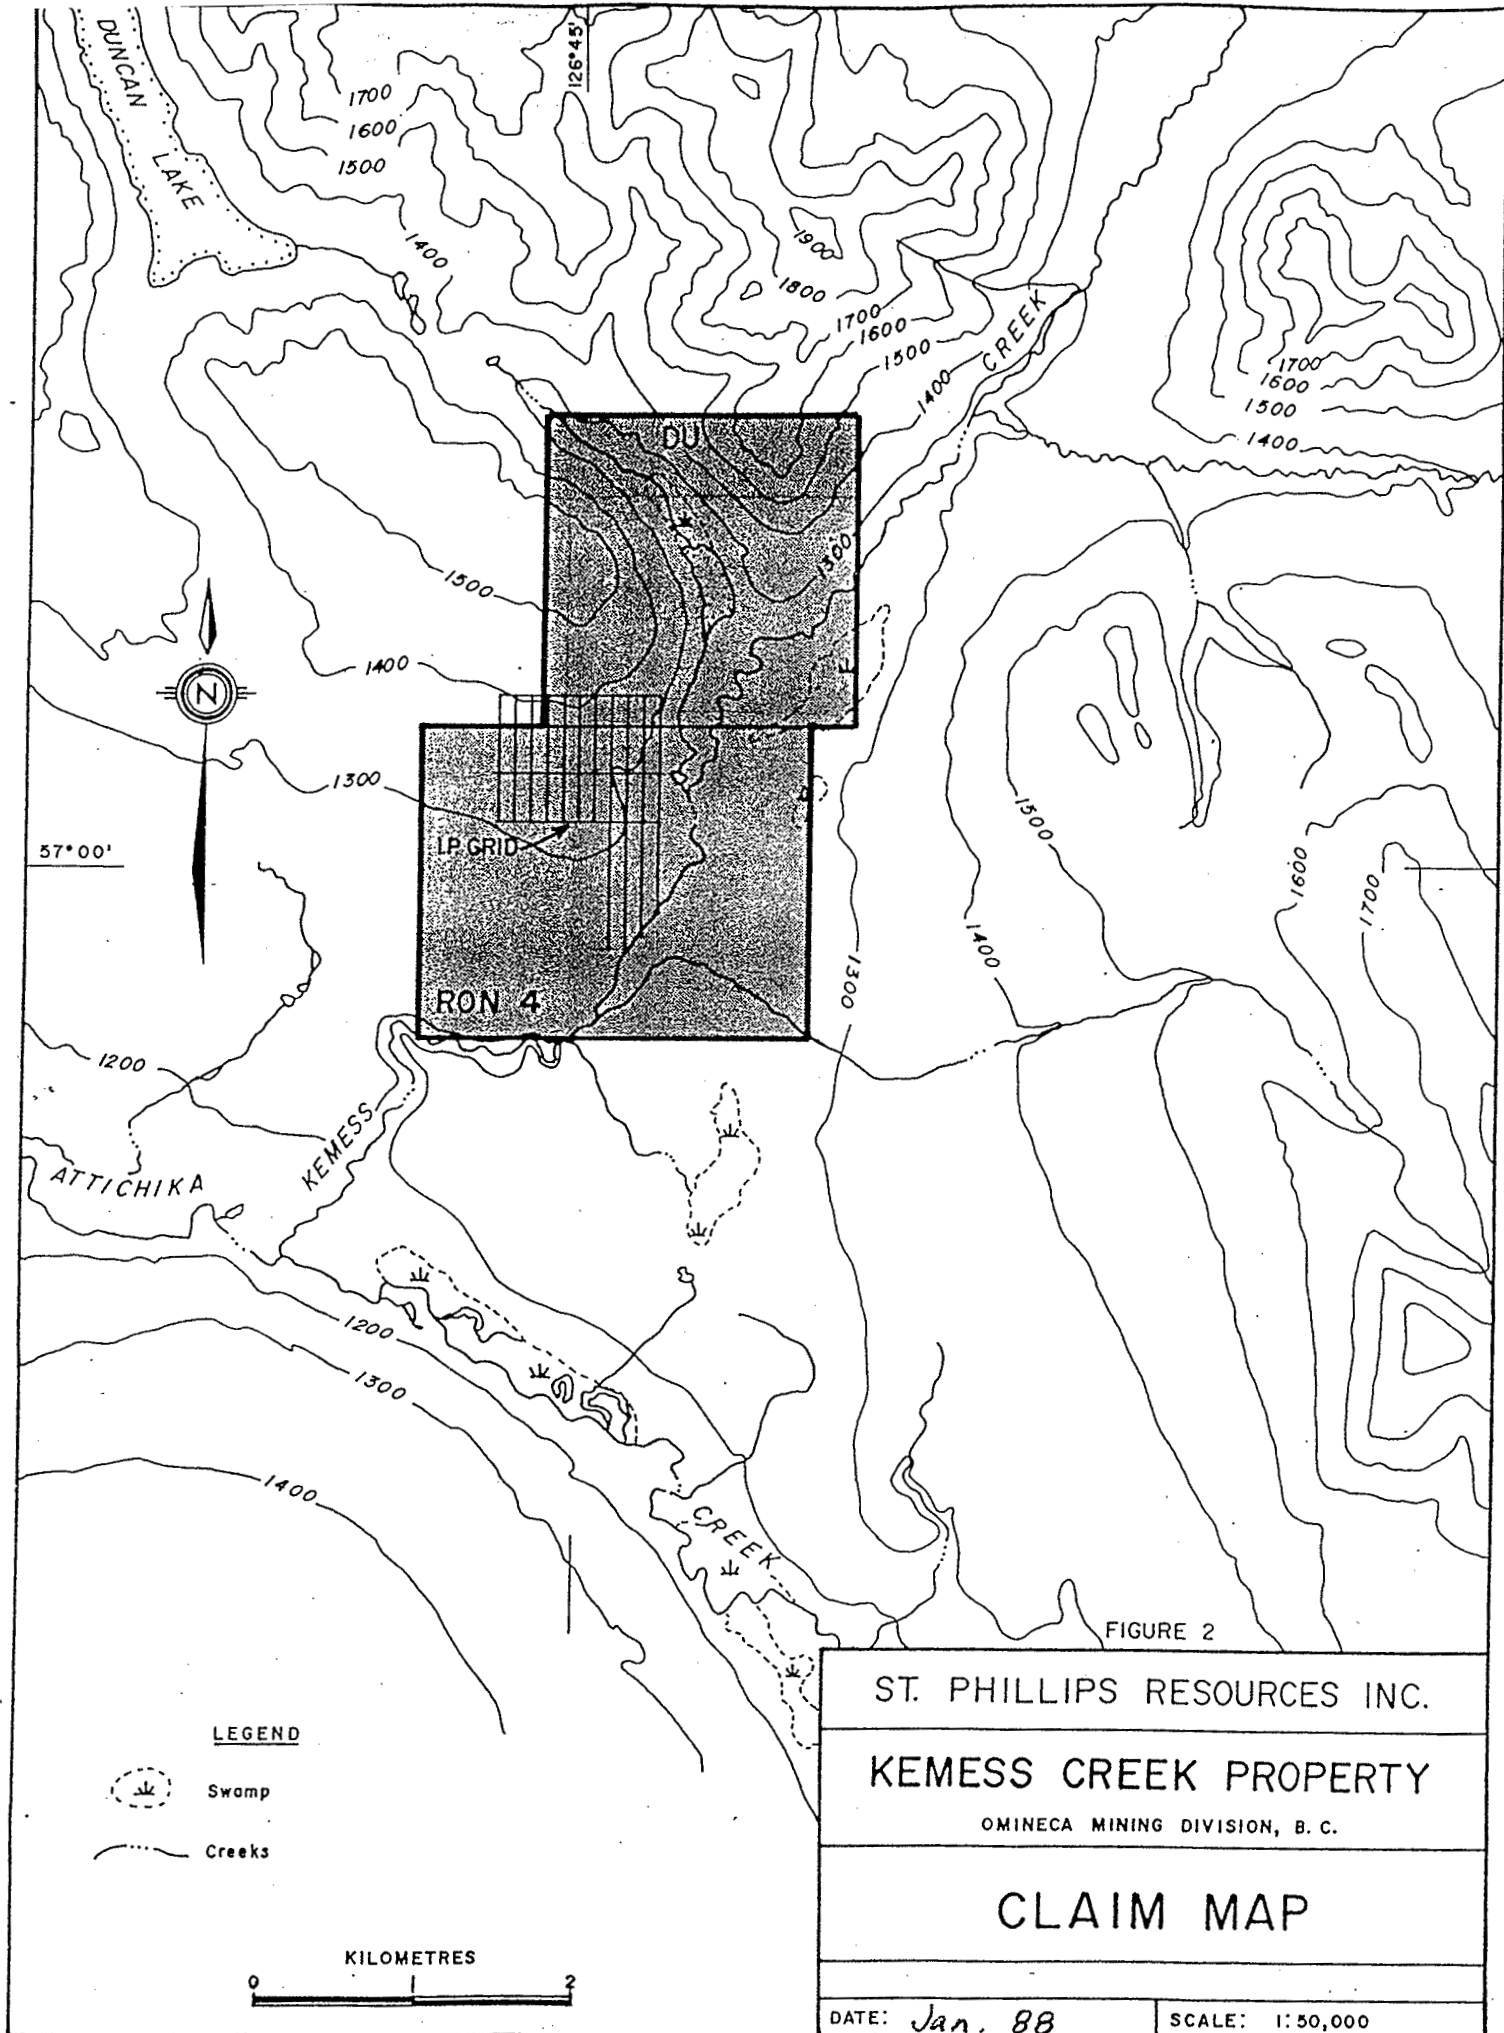 DUNCAN
LAKE
126°45'
1700
1600
1500
1400
1900
1800
1700
1600
1500
1400
CREEK
1700
1600
1500
1400
DU
1300
1500
1400
N
1300
57°00'
I.P. GRID
RON 4
1500
1600
1700
1400
1300
1200
KEMESS
ATTICHIKA
1200
1300
1400
CREEK
FIGURE 2
ST. PHILLIPS RESOURCES INC.
KEMESS CREEK PROPERTY
OMINECA MINING DIVISION, B. C.
CLAIM MAP
DATE: Jan. 88
SCALE: 1:50,000
LEGEND
Swamp
Creeks
KILOMETRES
0 1 2